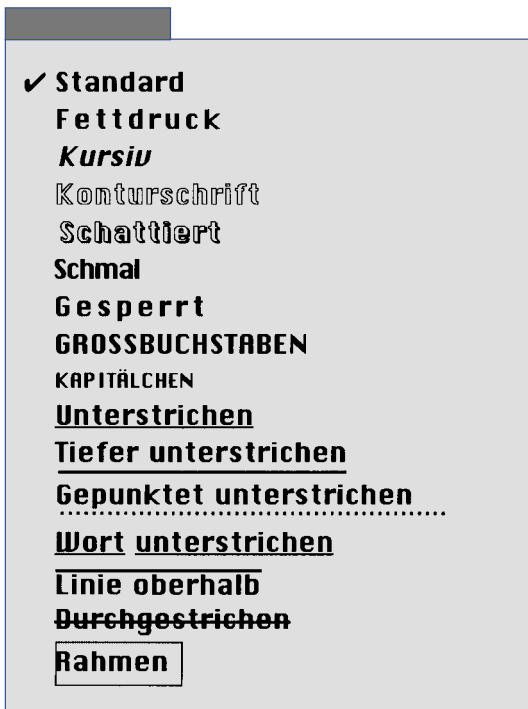 ✔ Standard
Fettdruck
Kursiv
Konturschrift
Schattiert
Schmal
Gesperrt
GROSSBUCHSTABEN
KAPITÄLCHEN
Unterstrichen
Tiefer unterstrichen
Gepunktet unterstrichen
Wort unterstrichen
Linie oberhalb
Durchgestrichen
Rahmen